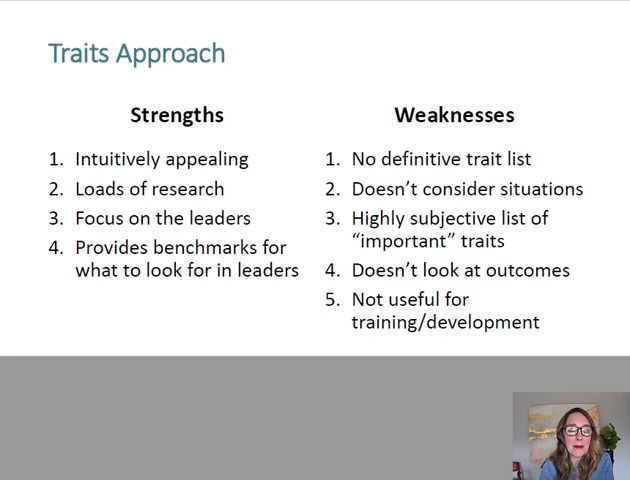 Traits Approach
Strengths
1. Intuitively appealing
2. Loads of research
3. Focus on the leaders
4. Provides benchmarks for
what to look for in leaders
Weaknesses
1. No definitive trait list
2. Doesn’t consider situations
3. Highly subjective list of
“important” traits
4. Doesn’t look at outcomes
5. Not useful for
training/development